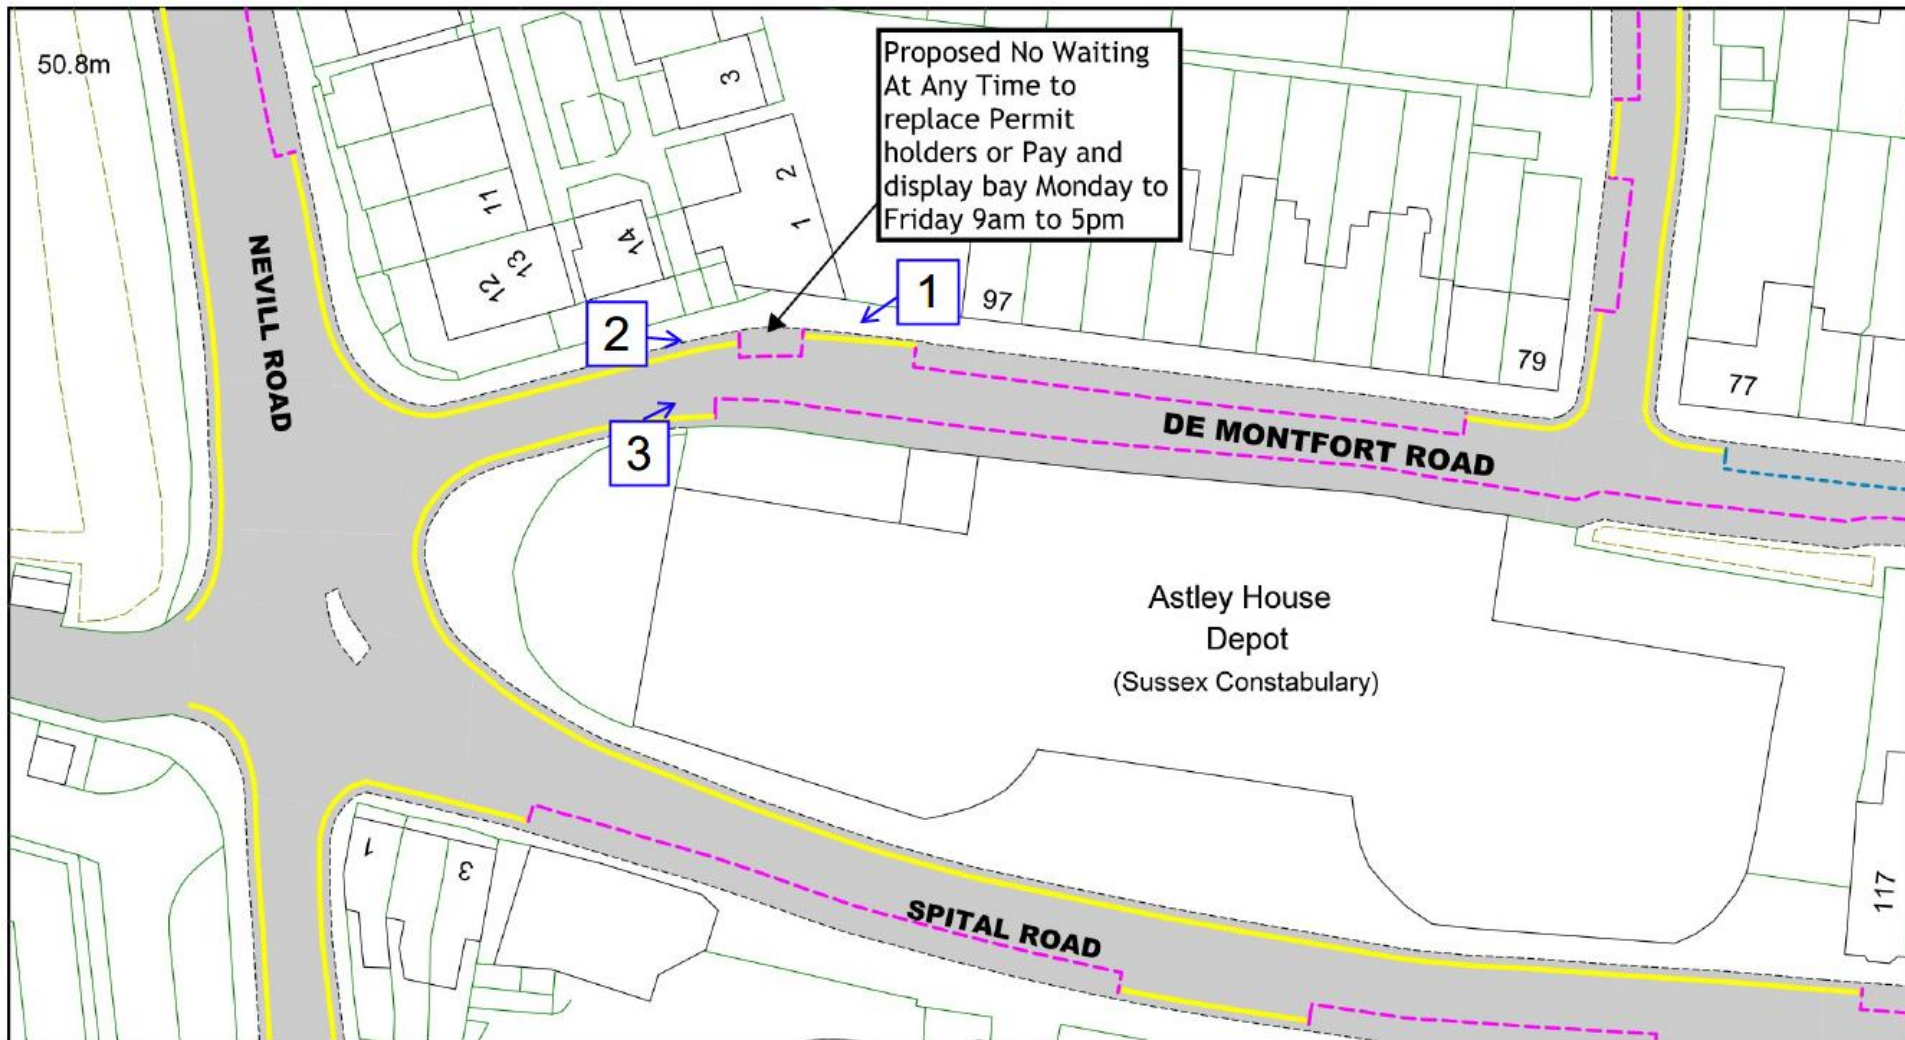 50.8m
Proposed No Waiting
At Any Time to
replace Permit
holders or Pay and
display bay Monday to
Friday 9am to 5pm
3
2
1
11
13
12
14
NEVILL ROAD
1
2
3
97
79
77
DE MONTFORT ROAD
Astley House
Depot
(Sussex Constabulary)
1
3
117
SPITAL ROAD